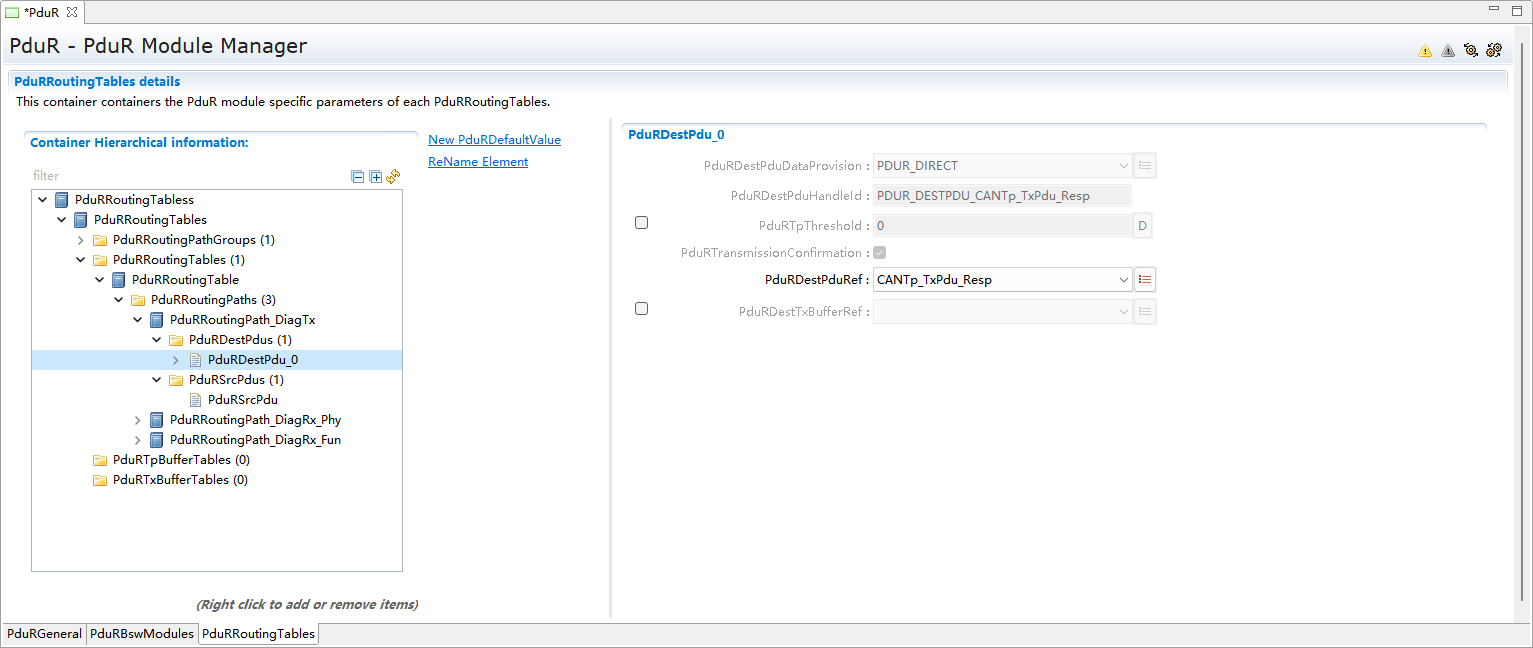 *PduR
PduR - PduR Module Manager
PduRRoutingTables details
This container containers the PduR module specific parameters of each PduRRoutingTables.
Container Hierarchical information:
New PduRDefaultValue
ReName Element
filter
PduRRoutingTabless
PduRRoutingTables
PduRRoutingPathGroups (1)
PduRRoutingTables (1)
PduRRoutingTable
PduRRoutingPaths (3)
PduRRoutingPath_DiagTx
PduRDestPdus (1)
PduRDestPdu_0
PduRSrcPdus (1)
PduRSrcPdu
PduRRoutingPath_DiagRx_Phy
PduRRoutingPath_DiagRx_Fun
PduRTpBufferTables (0)
PduRTxBufferTables (0)
(Right click to add or remove items)
PduRDestPdu_0
PduRDestPduDataProvision : PDUR_DIRECT
PduRDestPduHandleId : PDUR_DESTPDU_CANTp_TxPdu_Resp
PduRTpThreshold : 0 D
PduRTransmissionConfirmation :
PduRDestPduRef : CANTp_TxPdu_Resp
PduRDestTxBufferRef :
PduRGeneral PduRBswModules PduRRoutingTables